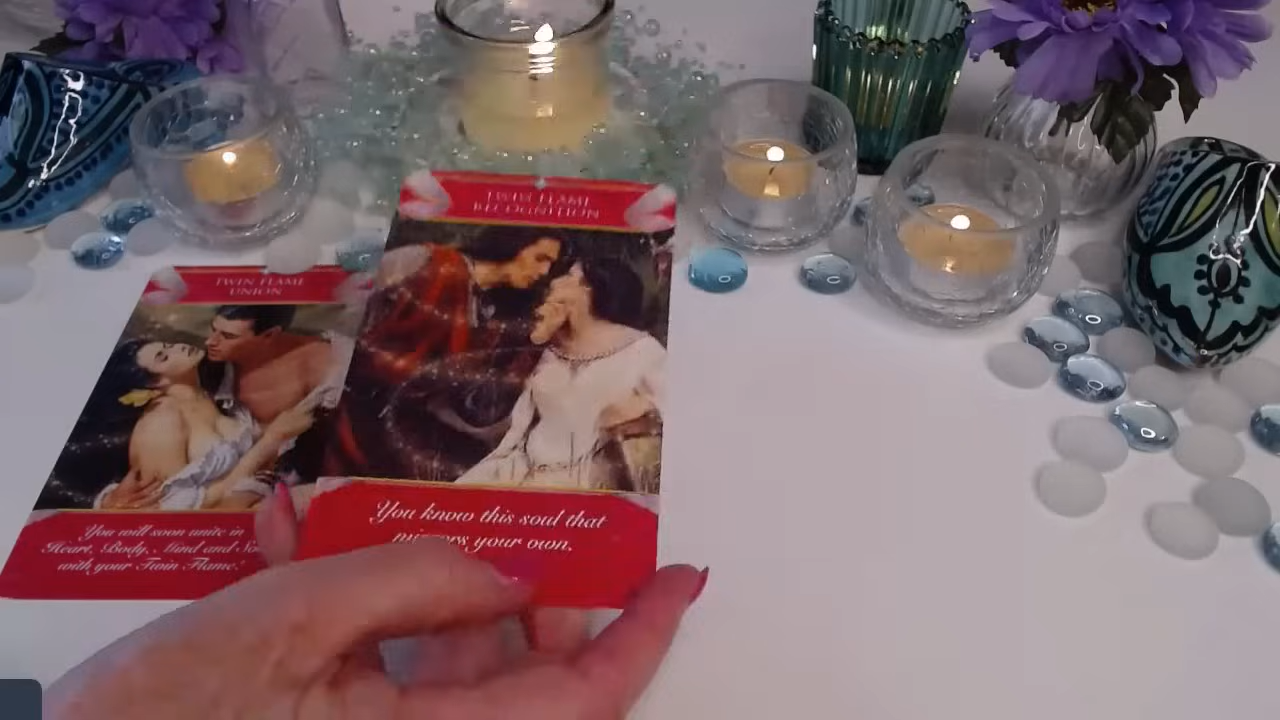 TWIN FLAME
UNION
You will soon unite in
Heart, Body, Mind and
with your Twin Flame!
TWIN FLAME
RECOGNITION
You know this soul that
mirrors your own.